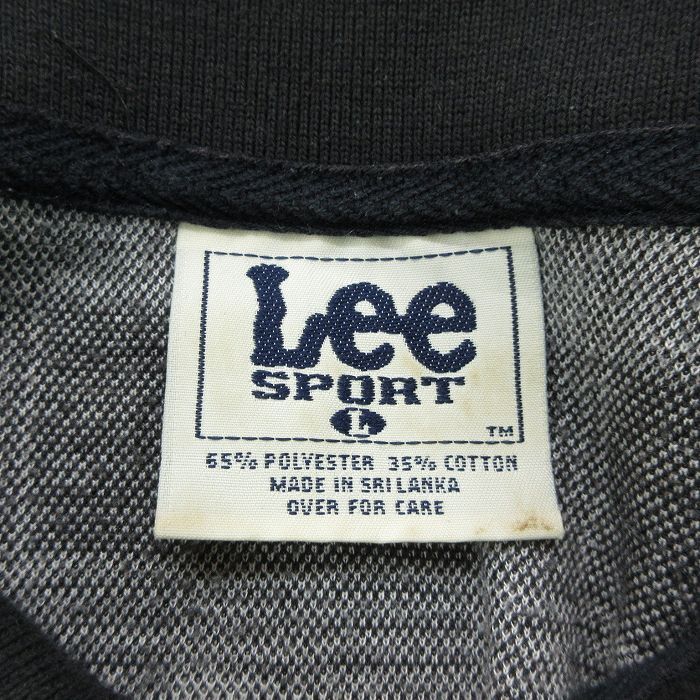 Lee
SPORT
L
TM
65% POLYESTER 35% COTTON
MADE IN SRI LANKA
OVER FOR CARE